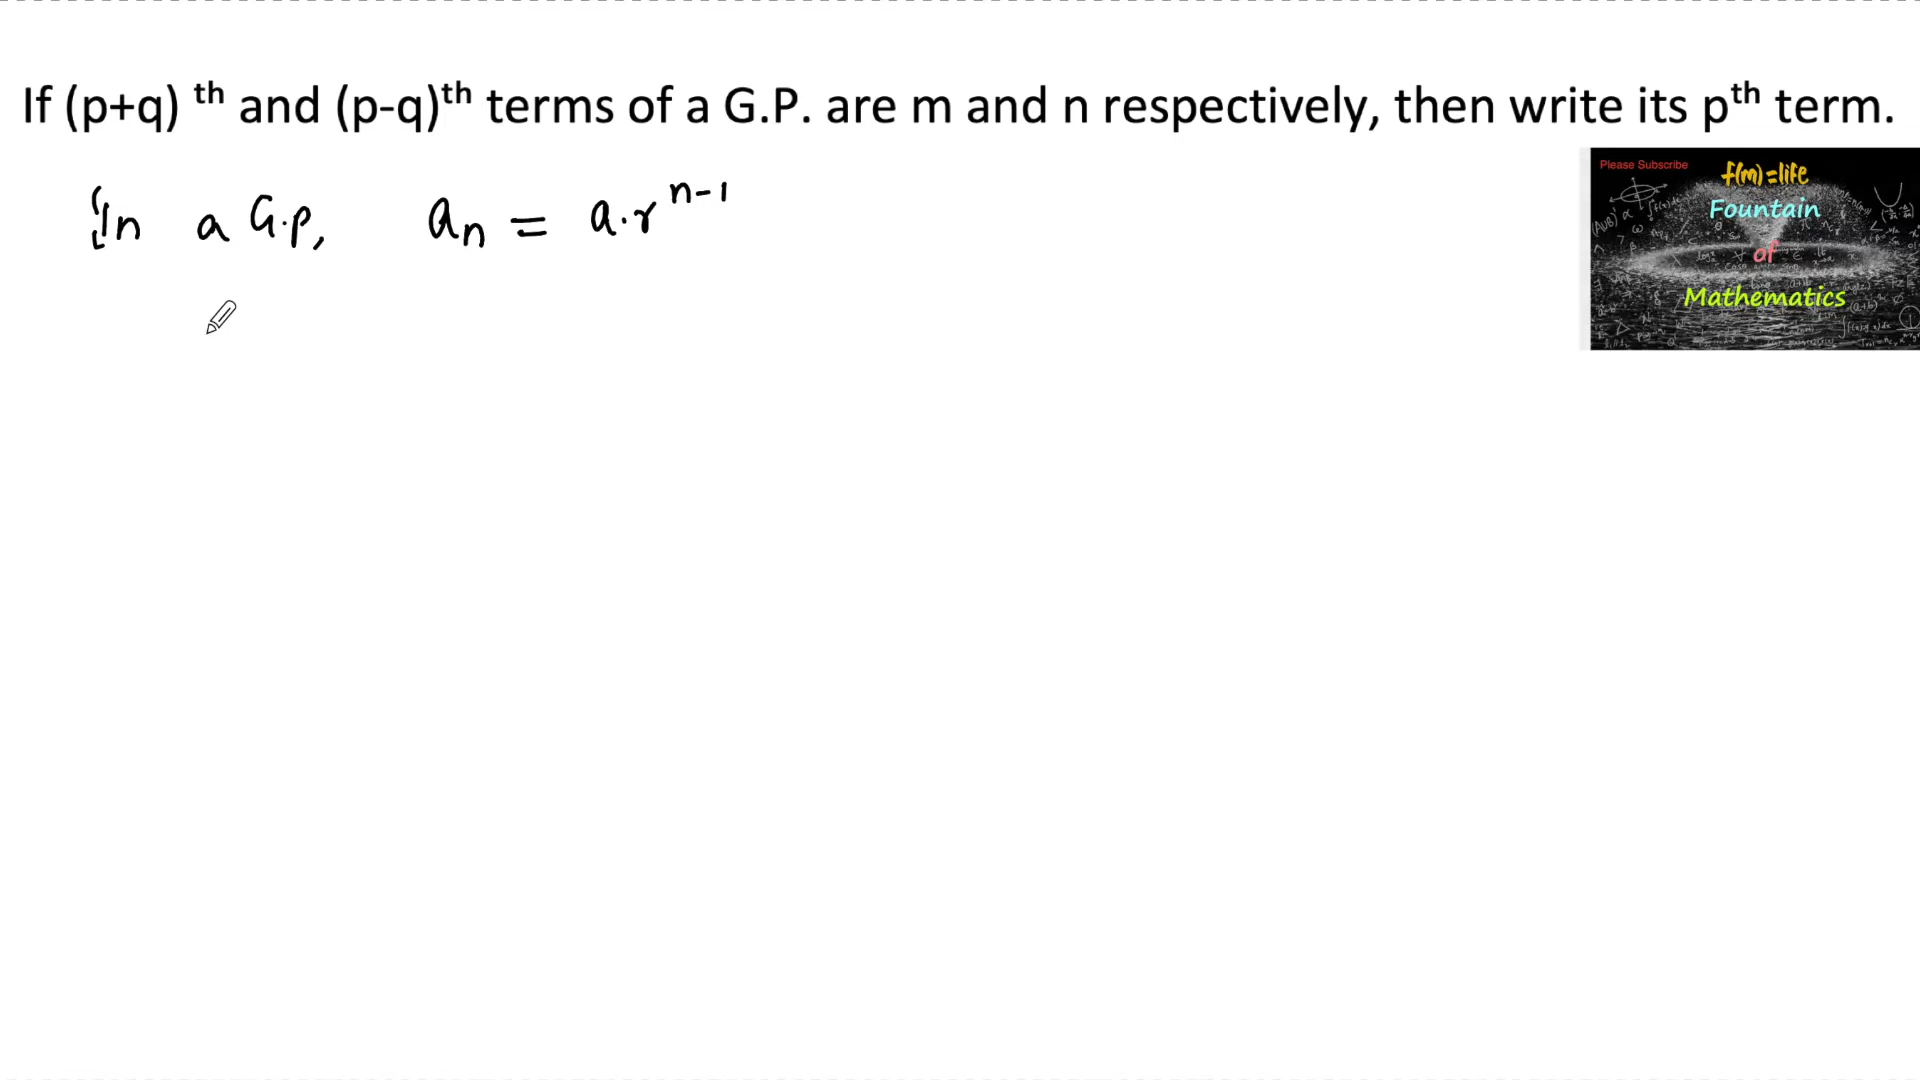 If (p+q) th and (p-q)th terms of a G.P. are m and n respectively, then write its pth term.
In a G.P, an = a.r^n-1
Please Subscribe
f(m)=life
Fountain
of
Mathematics